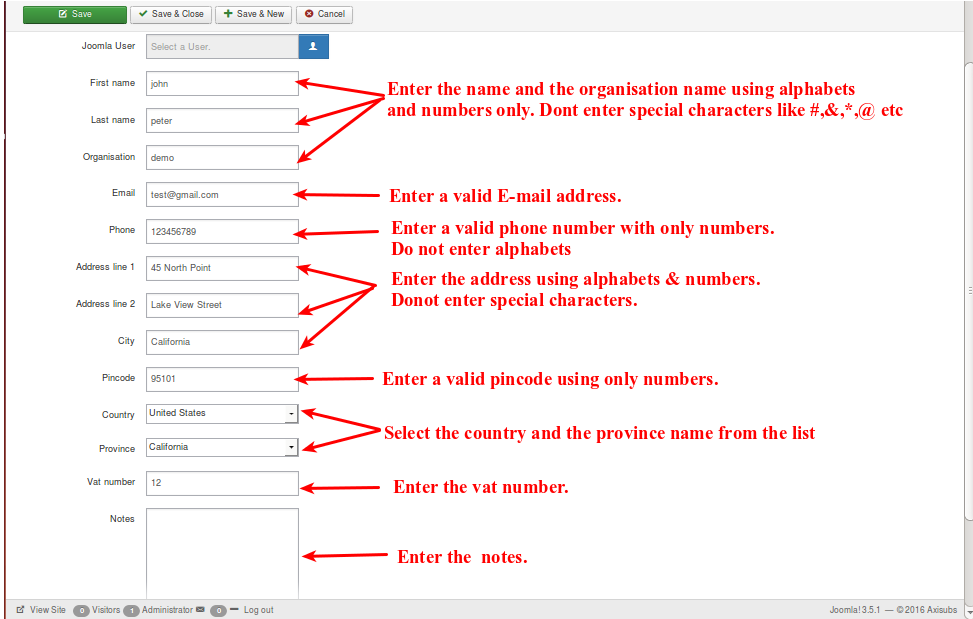 Save Save & Close Save & New Cancel
Joomla User Select a User.
First name john
Enter the name and the organisation name using alphabets
and numbers only. Dont enter special characters like #,&,*,@ etc
Last name peter
Organisation demo
Email test@gmail.com Enter a valid E-mail address.
Phone 123456789 Enter a valid phone number with only numbers.
Do not enter alphabets
Address line 1 45 North Point Enter the address using alphabets & numbers.
Donot enter special characters.
Address line 2 Lake View Street
City California
Pincode 95101 Enter a valid pincode using only numbers.
Country United States
Select the country and the province name from the list
Province California
Vat number 12 Enter the vat number.
Notes
Enter the notes.
View Site 0 Visitors 1 Administrator 0 Log out Joomla! 3.5.1 — © 2016 Axisubs